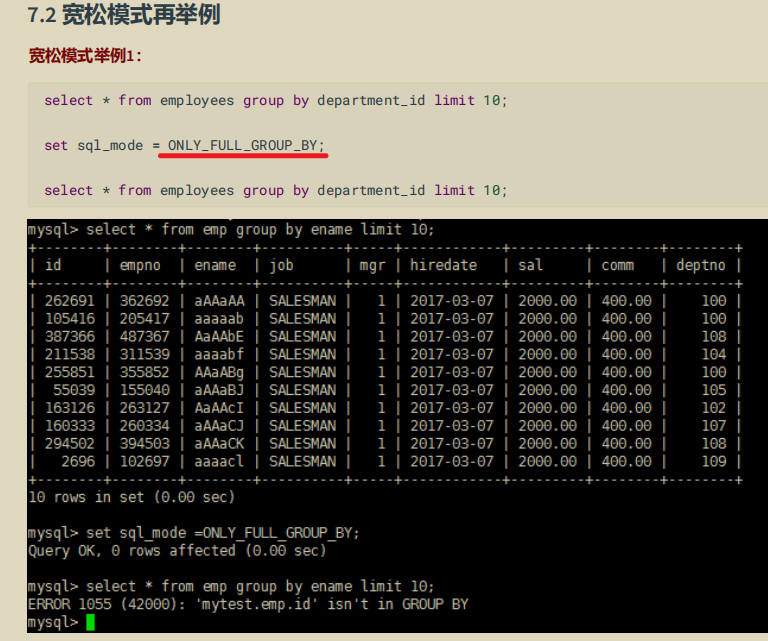 7.2 宽松模式再举例
宽松模式举例1：
select * from employees group by department_id limit 10;
set sql_mode = ONLY_FULL_GROUP_BY;
select * from employees group by department_id limit 10;
mysql> select * from emp group by ename limit 10;
+--------+--------+--------+----------+-----+------------+---------+--------+--------+
| id     | empno  | ename  | job      | mgr | hiredate   | sal     | comm   | deptno |
+--------+--------+--------+----------+-----+------------+---------+--------+--------+
| 262691 | 362692 | aAAaAA | SALESMAN |   1 | 2017-03-07 | 2000.00 | 400.00 |    100 |
| 105416 | 205417 | aaaaab | SALESMAN |   1 | 2017-03-07 | 2000.00 | 400.00 |    100 |
| 387366 | 487367 | AaAAbE | SALESMAN |   1 | 2017-03-07 | 2000.00 | 400.00 |    108 |
| 211538 | 311539 | aaaabf | SALESMAN |   1 | 2017-03-07 | 2000.00 | 400.00 |    104 |
| 255851 | 355852 | AAaABg | SALESMAN |   1 | 2017-03-07 | 2000.00 | 400.00 |    100 |
|  55039 | 155040 | aAAaBJ | SALESMAN |   1 | 2017-03-07 | 2000.00 | 400.00 |    105 |
| 163126 | 263127 | AaAAcI | SALESMAN |   1 | 2017-03-07 | 2000.00 | 400.00 |    102 |
| 160333 | 260334 | aAAaCJ | SALESMAN |   1 | 2017-03-07 | 2000.00 | 400.00 |    107 |
| 294502 | 394503 | aAAaCK | SALESMAN |   1 | 2017-03-07 | 2000.00 | 400.00 |    108 |
|   2696 | 102697 | aaaacl | SALESMAN |   1 | 2017-03-07 | 2000.00 | 400.00 |    109 |
+--------+--------+--------+----------+-----+------------+---------+--------+--------+
10 rows in set (0.00 sec)
mysql> set sql_mode =ONLY_FULL_GROUP_BY;
Query OK, 0 rows affected (0.00 sec)
mysql> select * from emp group by ename limit 10;
ERROR 1055 (42000): 'mytest.emp.id' isn't in GROUP BY
mysql>